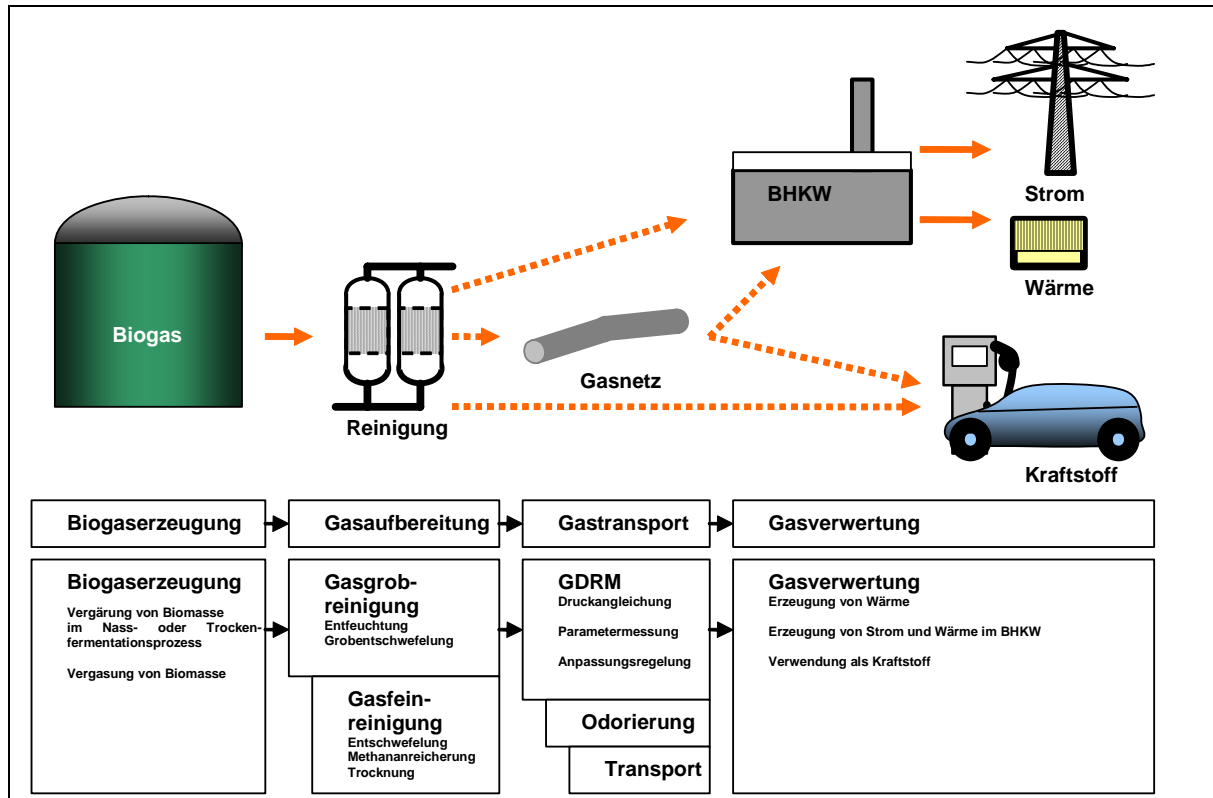 BHKW
Strom
Wärme
Biogas
Gasnetz
Reinigung
Kraftstoff
Biogaserzeugung
Gasaufbereitung
Gastransport
Gasverwertung
Biogaserzeugung
Vergärung von Biomasse
im Nass- oder Trocken-
fermentationsprozess
Vergasung von Biomasse
Gasgrob-
reinigung
Entfeuchtung
Grobentschwefelung
Gasfein-
reinigung
Entschwefelung
Methananreicherung
Trocknung
GDRM
Druckangleichung
Parametermessung
Anpassungsregelung
Odorierung
Transport
Gasverwertung
Erzeugung von Wärme
Erzeugung von Strom und Wärme im BHKW
Verwendung als Kraftstoff